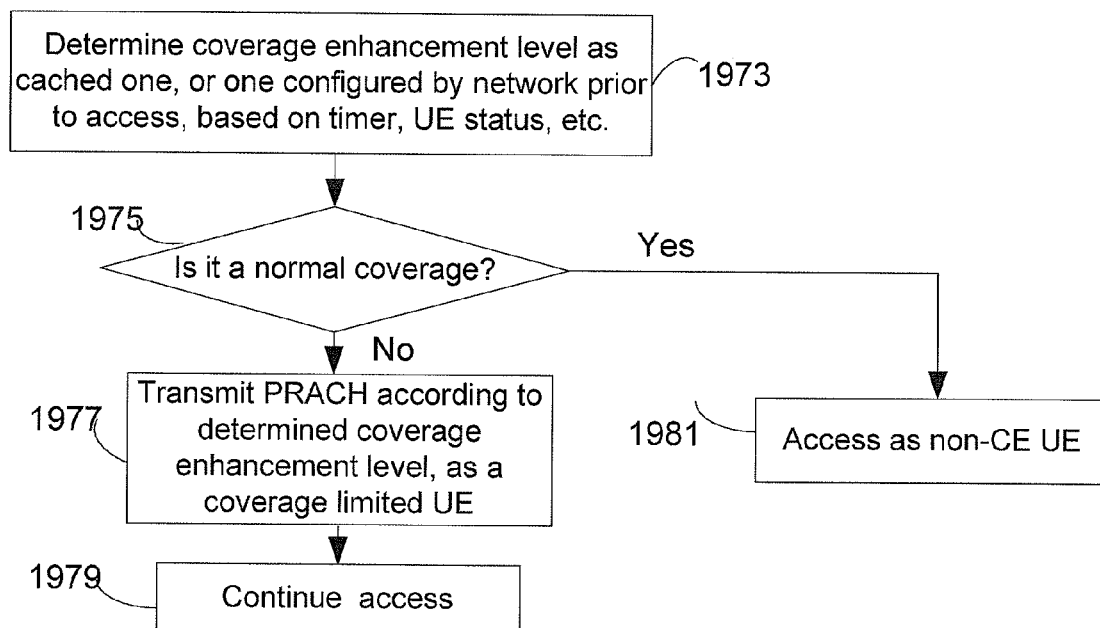 Determine coverage enhancement level as
cached one, or one configured by network prior
to access, based on timer, UE status, etc.
1973
1975
Is it a normal coverage?
Yes
No
Transmit PRACH according to
determined coverage
enhancement level, as a
coverage limited UE
1977
1981
Access as non-CE UE
1979
Continue access